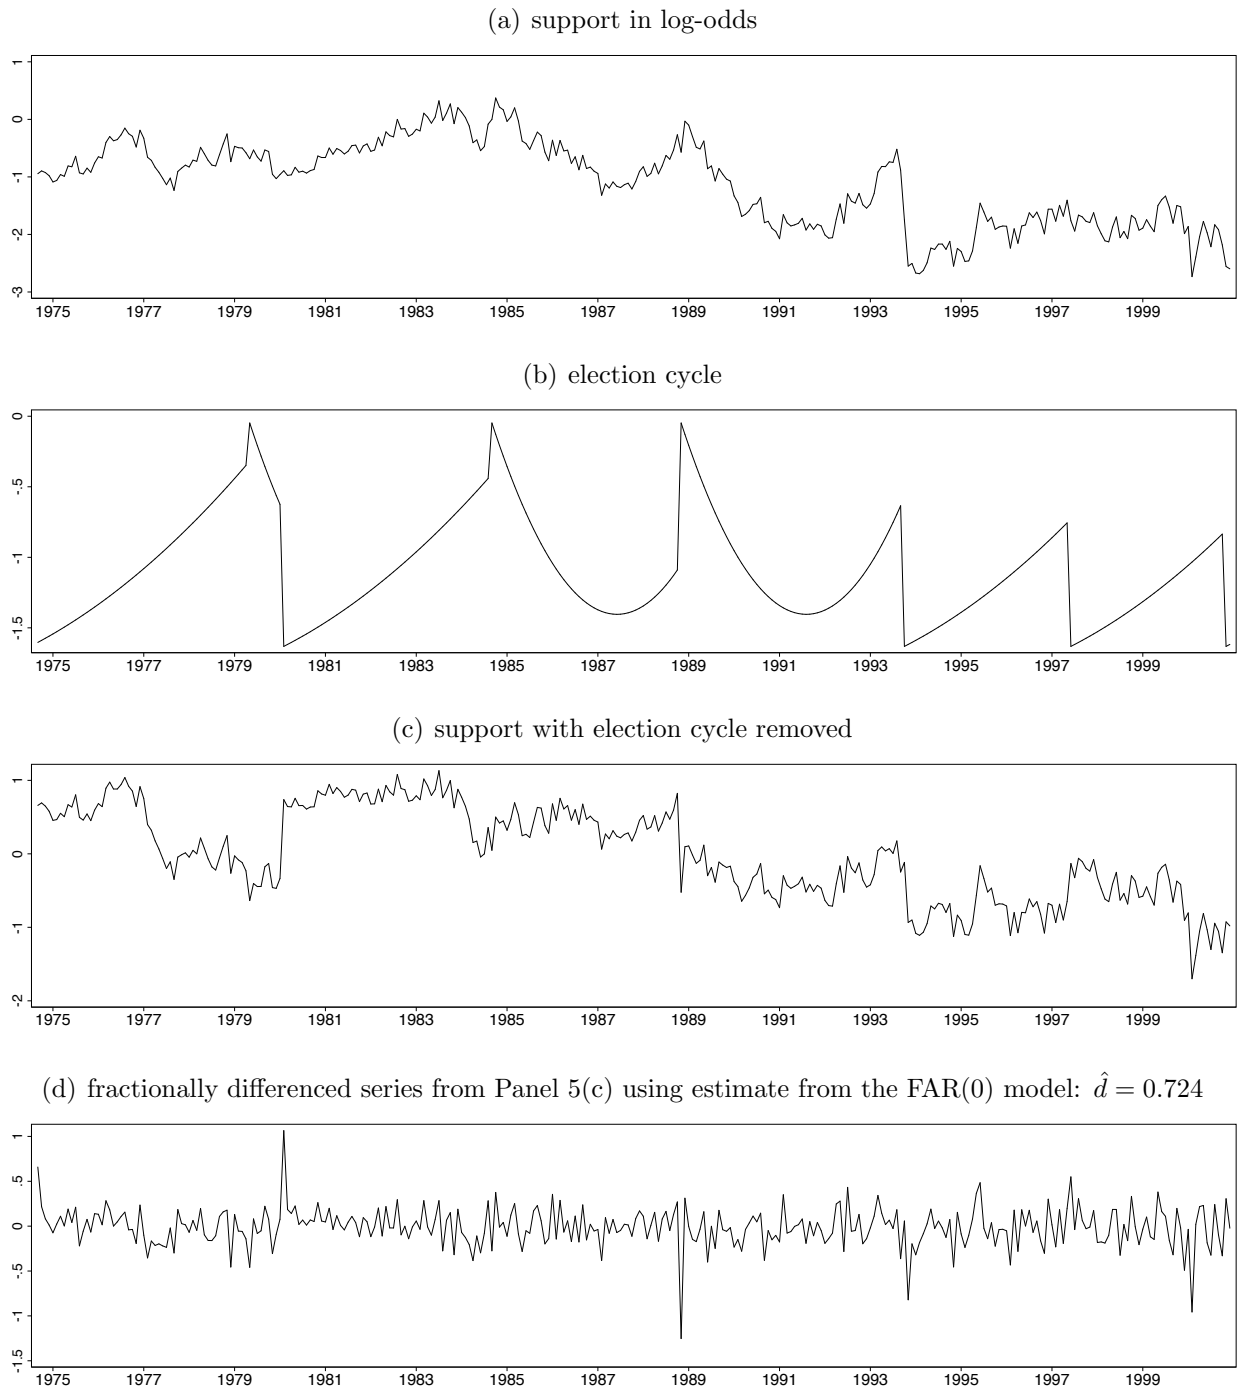 (a) support in log-odds
1
0
-1
-2
-3
1975 1977 1979 1981 1983 1985 1987 1989 1991 1993 1995 1997 1999
(b) election cycle
0
-.5
-1
-1.5
1975 1977 1979 1981 1983 1985 1987 1989 1991 1993 1995 1997 1999
(c) support with election cycle removed
1
0
-1
-2
1975 1977 1979 1981 1983 1985 1987 1989 1991 1993 1995 1997 1999
(d) fractionally differenced series from Panel 5(c) using estimate from the FAR(0) model: d̂ = 0.724
1
.5
0
-.5
-1
-1.5
1975 1977 1979 1981 1983 1985 1987 1989 1991 1993 1995 1997 1999